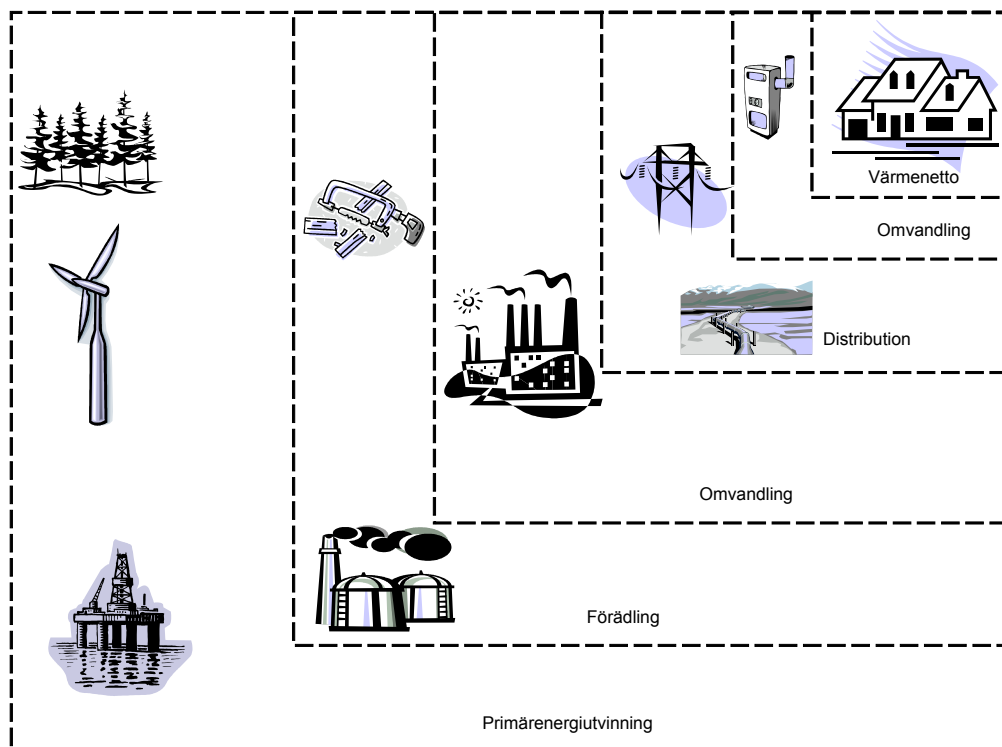 Värmenetto
Omvandling
Distribution
Omvandling
Förädling
Primärenergiutvinning